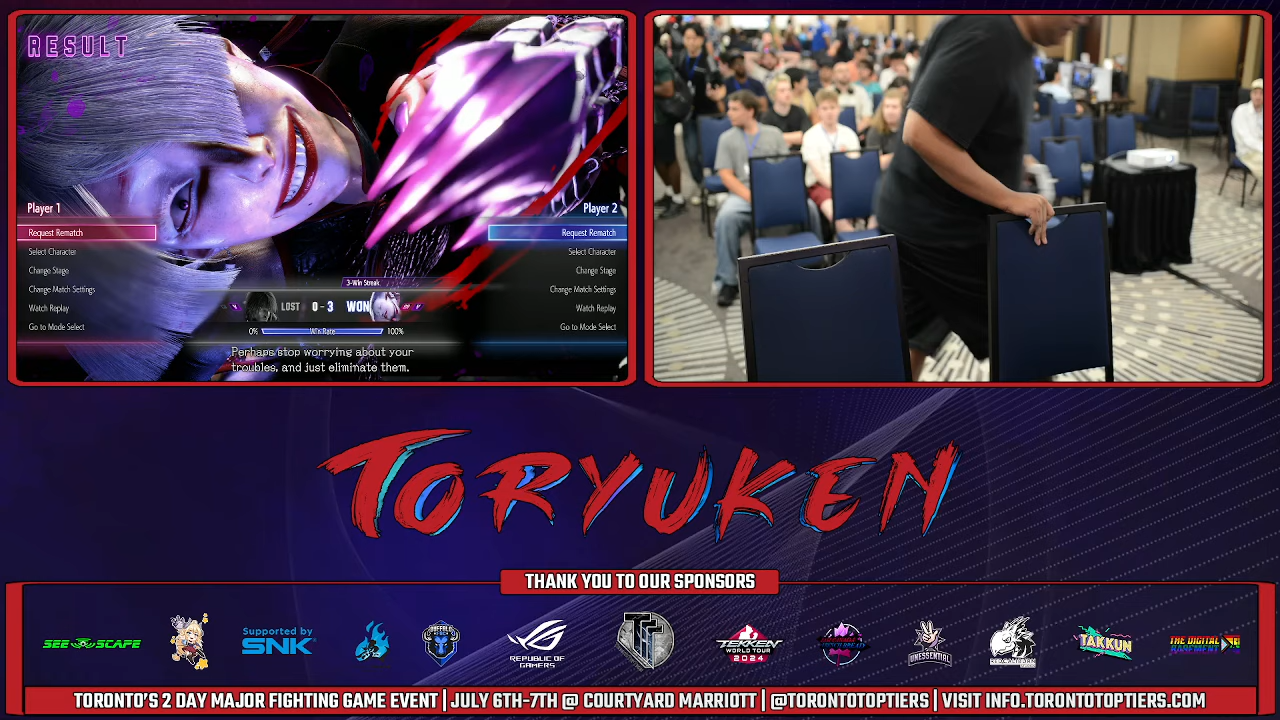 RESULT
Player 1
Request Rematch
Select Character
Change Stage
Change Match Settings
Watch Replay
Go to Mode Select
Player 2
Request Rematch
Select Character
Change Stage
Change Match Settings
Watch Replay
Go to Mode Select
3-Win Streak
LOST 0 - 3 WON
0% Win Rate 100%
Perhaps stop worrying about your
troubles, and just eliminate them.
TORYUKEN
THANK YOU TO OUR SPONSORS
SEE SCAPE
Supported by
SNK
REPUBLIC OF
GAMERS
TEKKEN
WORLD TOUR
2024
UNESSENTIAL
TAKKUN
THE DIGITAL
BASEMENT
TORONTO'S 2 DAY MAJOR FIGHTING GAME EVENT | JULY 6TH-7TH @ COURTYARD MARRIOTT | @TORONTOTOPTIERS | VISIT INFO.TORONTOTOPTIERS.COM